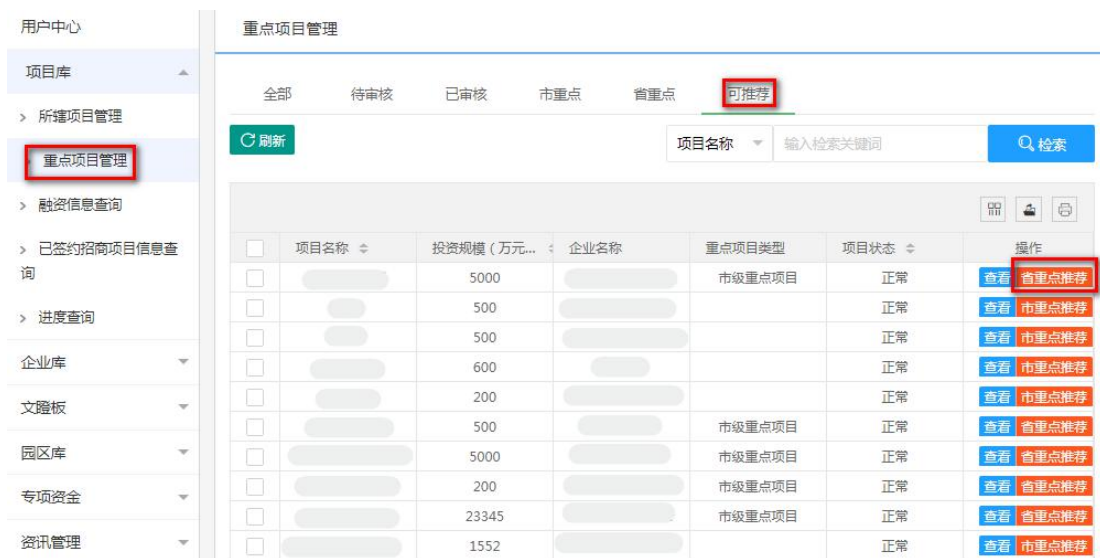 用户中心
项目库
> 所辖项目管理
> 重点项目管理
> 融资信息查询
> 已签约招商项目信息查
询
> 进度查询
企业库
文瞪板
园区库
专项资金
资讯管理
重点项目管理
全部 待审核 已审核 市重点 省重点 可推荐
刷新 项目名称 输入检索关键词 检索
项目名称 投资规模（万元... 企业名称 重点项目类型 项目状态 操作
5000 市级重点项目 正常 查看 省重点推荐
500 正常 查看 市重点推荐
500 正常 查看 市重点推荐
600 正常 查看 市重点推荐
200 正常 查看 市重点推荐
500 市级重点项目 正常 查看 省重点推荐
5000 市级重点项目 正常 查看 省重点推荐
200 市级重点项目 正常 查看 省重点推荐
23345 市级重点项目 正常 查看 省重点推荐
1552 正常 查看 市重点推荐